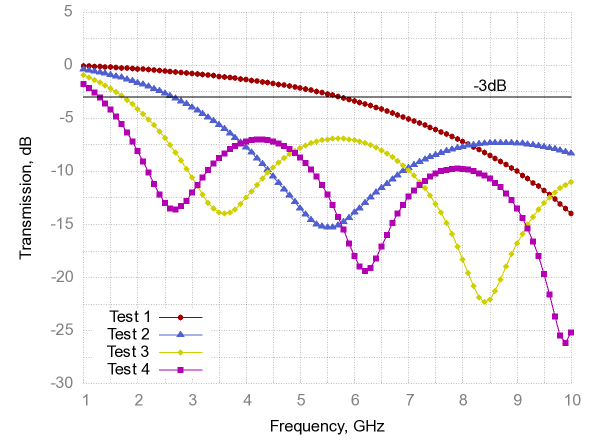 5
0
-3dB
-5
-10
-15
-20
-25
-30
Transmission, dB
Test 1
Test 2
Test 3
Test 4
1 2 3 4 5 6 7 8 9 10
Frequency, GHz